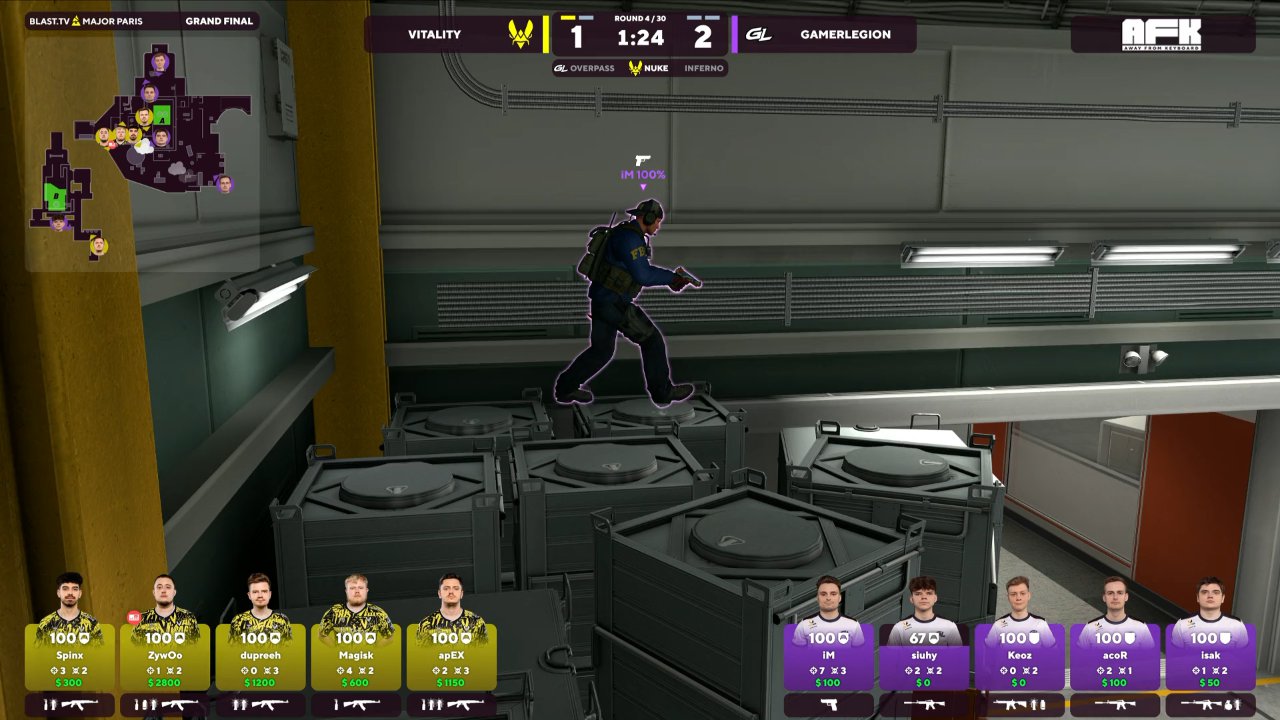 BLAST.TV MAJOR PARIS GRAND FINAL
VITALITY 1 ROUND 4 / 30 1:24 2 GL GAMERLEGION
AFK
AWAY FROM KEYBOARD
GL OVERPASS NUKE INFERNO
A
B
iM 100%
FBI
100 100 100 100 100 100 67 100 100 100
Spinx ZywOo dupreeh Magisk apEX iM siuhy Keoz acoR isak
3 2 1 2 0 3 4 2 2 3 7 3 2 2 0 2 2 1 1 2
$300 $2800 $1200 $600 $1150 $100 $0 $0 $100 $50